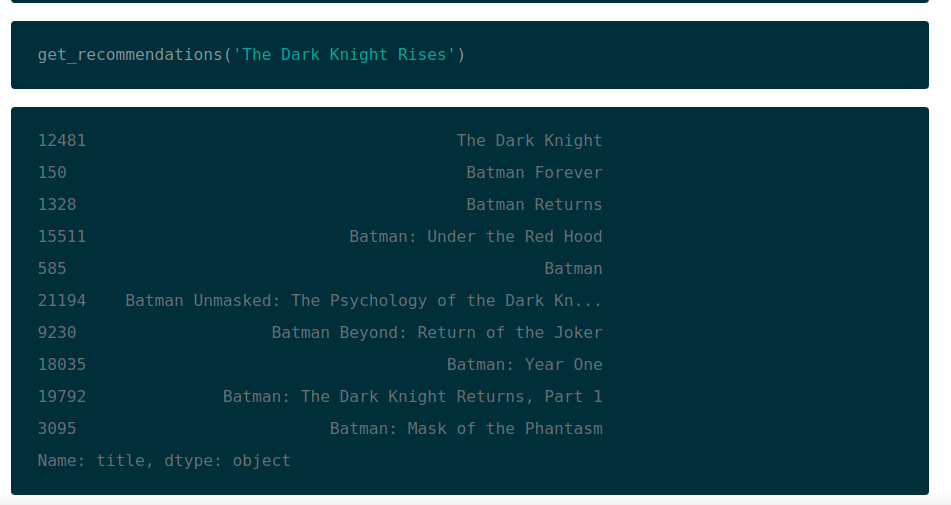 get_recommendations('The Dark Knight Rises')
12481 The Dark Knight
150 Batman Forever
1328 Batman Returns
15511 Batman: Under the Red Hood
585 Batman
21194 Batman Unmasked: The Psychology of the Dark Kn...
9230 Batman Beyond: Return of the Joker
18035 Batman: Year One
19792 Batman: The Dark Knight Returns, Part 1
3095 Batman: Mask of the Phantasm
Name: title, dtype: object